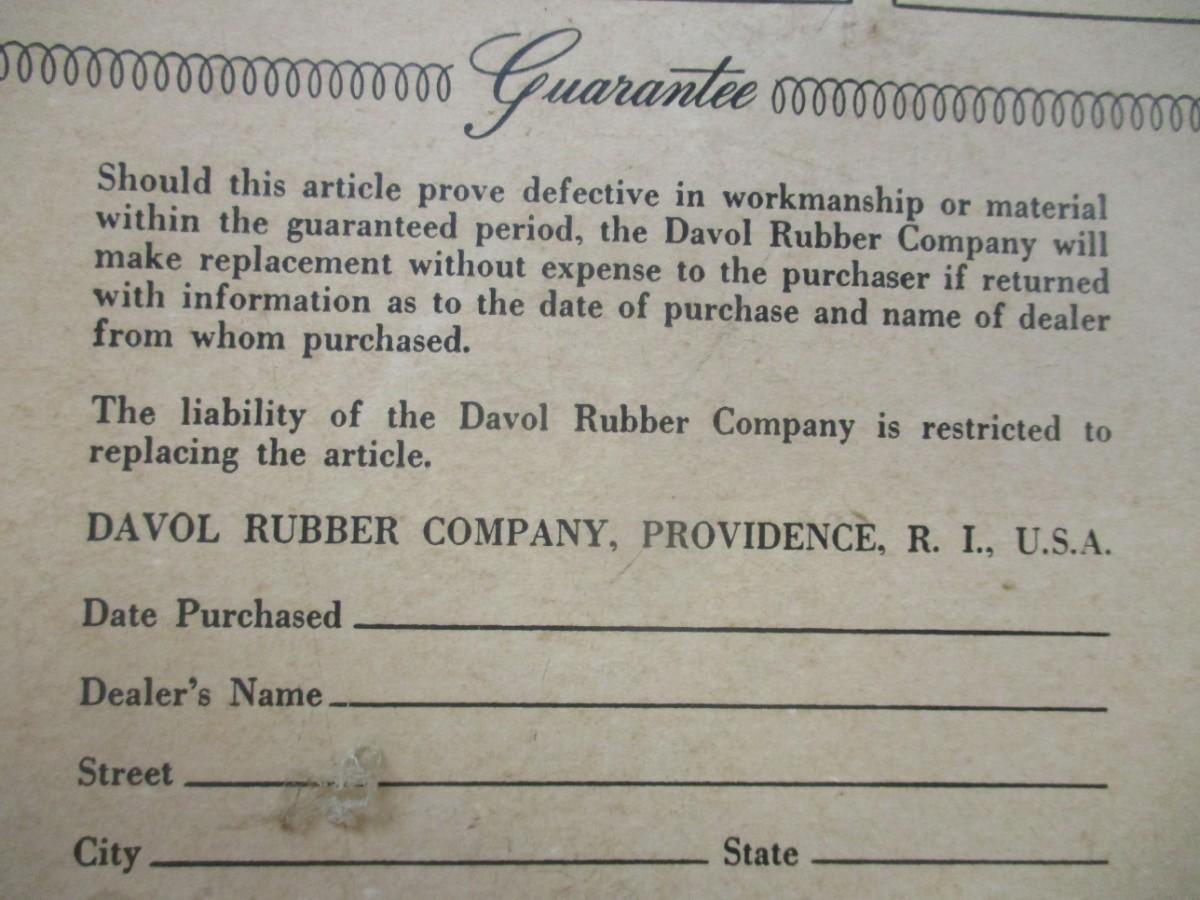 Guarantee
Should this article prove defective in workmanship or material
within the guaranteed period, the Davol Rubber Company will
make replacement without expense to the purchaser if returned
with information as to the date of purchase and name of dealer
from whom purchased.
The liability of the Davol Rubber Company is restricted to
replacing the article.
DAVOL RUBBER COMPANY, PROVIDENCE, R. I., U.S.A.
Date Purchased
Dealer's Name
Street
City State